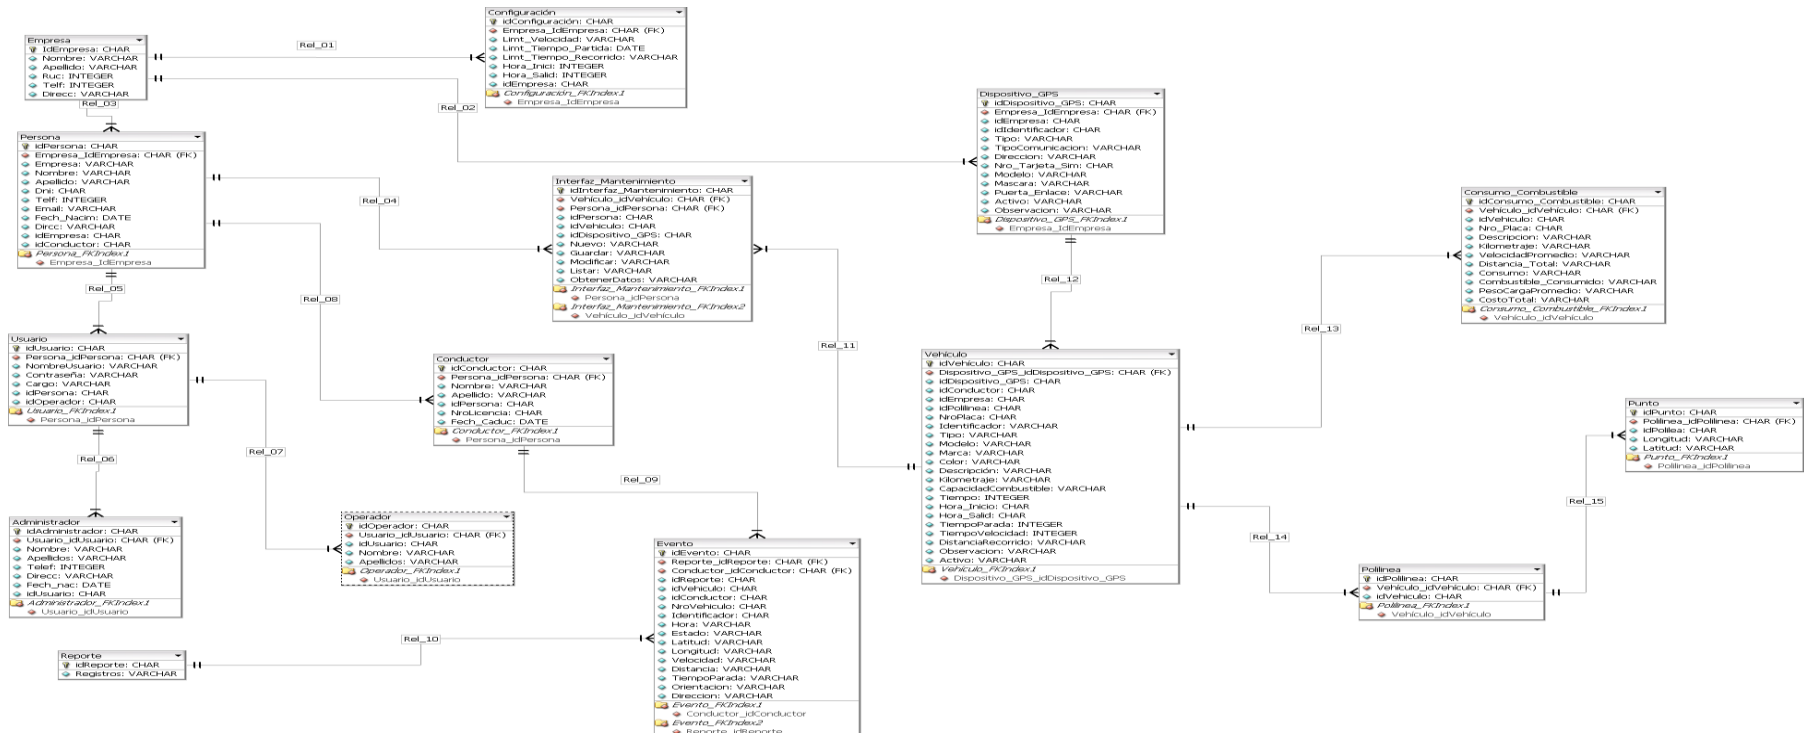 Empresa
IdEmpresa: CHAR
Nombre: VARCHAR
Apellido: VARCHAR
Ruc: INTEGER
Telf: INTEGER
Direcc: VARCHAR
Rel_01
Rel_02
Rel_03
Configuración
idConfiguración: CHAR
Empresa_IdEmpresa: CHAR (FK)
Limt_Velocidad: VARCHAR
Limt_Tiempo_Partida: DATE
Limt_Tiempo_Recorrido: VARCHAR
Hora_Inici: INTEGER
Hora_Salid: INTEGER
idEmpresa: CHAR
Configuración_FKIndex1
Empresa_IdEmpresa
Persona
idPersona: CHAR
Empresa_IdEmpresa: CHAR (FK)
Empresa: VARCHAR
Nombre: VARCHAR
Apellido: VARCHAR
Dni: CHAR
Telf: INTEGER
Email: VARCHAR
Fech_Nacim: DATE
Dircc: VARCHAR
idEmpresa: CHAR
idConductor: CHAR
Persona_FKIndex1
Empresa_IdEmpresa
Rel_04
Rel_05
Rel_08
Interfaz_Mantenimiento
idInterfaz_Mantenimiento: CHAR
Vehículo_idVehículo: CHAR (FK)
Persona_idPersona: CHAR (FK)
idPersona: CHAR
idVehiculo: CHAR
idDispositivo_GPS: CHAR
Nuevo: VARCHAR
Guardar: VARCHAR
Modificar: VARCHAR
Listar: VARCHAR
ObtenerDatos: VARCHAR
Interfaz_Mantenimiento_FKIndex1
Persona_idPersona
Interfaz_Mantenimiento_FKIndex2
Vehículo_idVehículo
Dispositivo_GPS
idDispositivo_GPS: CHAR
Empresa_IdEmpresa: CHAR (FK)
idEmpresa: CHAR
idIdentificador: CHAR
Tipo: VARCHAR
TipoComunicacion: VARCHAR
Direccion: VARCHAR
Nro_Tarjeta_Sim: CHAR
Modelo: VARCHAR
Mascara: VARCHAR
Puerta_Enlace: VARCHAR
Activo: VARCHAR
Observacion: VARCHAR
Dispositivo_GPS_FKIndex1
Empresa_IdEmpresa
Rel_12
Rel_11
Consumo_Combustible
idConsumo_Combustible: CHAR
Vehículo_idVehículo: CHAR (FK)
idVehiculo: CHAR
Nro_Placa: CHAR
Descripcion: VARCHAR
Kilometraje: VARCHAR
VelocidadPromedio: VARCHAR
Distancia_Total: VARCHAR
Consumo: VARCHAR
Combustible_Consumido: VARCHAR
PesoCargaPromedio: VARCHAR
CostoTotal: VARCHAR
Consumo_Combustible_FKIndex1
Vehículo_idVehículo
Rel_13
Usuario
idUsuario: CHAR
Persona_idPersona: CHAR (FK)
NombreUsuario: VARCHAR
Contraseña: VARCHAR
Cargo: VARCHAR
idPersona: CHAR
idOperador: CHAR
Usuario_FKIndex1
Persona_idPersona
Rel_06
Rel_07
Conductor
idConductor: CHAR
Persona_idPersona: CHAR (FK)
Nombre: VARCHAR
Apellido: VARCHAR
idPersona: CHAR
NroLicencia: CHAR
Fech_Caduc: DATE
Conductor_FKIndex1
Persona_idPersona
Rel_09
Vehículo
idVehículo: CHAR
Dispositivo_GPS_idDispositivo_GPS: CHAR (FK)
idDispositivo_GPS: CHAR
idConductor: CHAR
idEmpresa: CHAR
idPolilinea: CHAR
NroPlaca: CHAR
Identificador: VARCHAR
Tipo: VARCHAR
Modelo: VARCHAR
Marca: VARCHAR
Color: VARCHAR
Descripción: VARCHAR
Kilometraje: VARCHAR
CapacidadCombustible: VARCHAR
Tiempo: INTEGER
Hora_Inicio: CHAR
Hora_Salid: CHAR
TiempoParada: INTEGER
TiempoVelocidad: INTEGER
DistanciaRecorrido: VARCHAR
Observacion: VARCHAR
Activo: VARCHAR
Vehículo_FKIndex1
Dispositivo_GPS_idDispositivo_GPS
Rel_14
Punto
idPunto: CHAR
Polilinea_idPolilinea: CHAR (FK)
idPolilea: CHAR
Longitud: VARCHAR
Latitud: VARCHAR
Punto_FKIndex1
Polilinea_idPolilinea
Rel_15
Administrador
idAdministrador: CHAR
Usuario_idUsuario: CHAR (FK)
Nombre: VARCHAR
Apellidos: VARCHAR
Telef: INTEGER
Direcc: VARCHAR
Fech_nac: DATE
idUsuario: CHAR
Administrador_FKIndex1
Usuario_idUsuario
Operador
idOperador: CHAR
Usuario_idUsuario: CHAR (FK)
idUsuario: CHAR
Nombre: VARCHAR
Apellidos: VARCHAR
Operador_FKIndex1
Usuario_idUsuario
Evento
idEvento: CHAR
Reporte_idReporte: CHAR (FK)
Conductor_idConductor: CHAR (FK)
idReporte: CHAR
idVehiculo: CHAR
idConductor: CHAR
NroVehiculo: CHAR
Identificador: CHAR
Hora: VARCHAR
Estado: VARCHAR
Latitud: VARCHAR
Longitud: VARCHAR
Velocidad: VARCHAR
Distancia: VARCHAR
TiempoParada: VARCHAR
Orientacion: VARCHAR
Direccion: VARCHAR
Evento_FKIndex1
Conductor_idConductor
Evento_FKIndex2
Reporte_idReporte
Polilinea
idPolilinea: CHAR
Vehículo_idVehículo: CHAR (FK)
idVehiculo: CHAR
Polilinea_FKIndex1
Vehículo_idVehículo
Rel_10
Reporte
idReporte: CHAR
Registros: VARCHAR